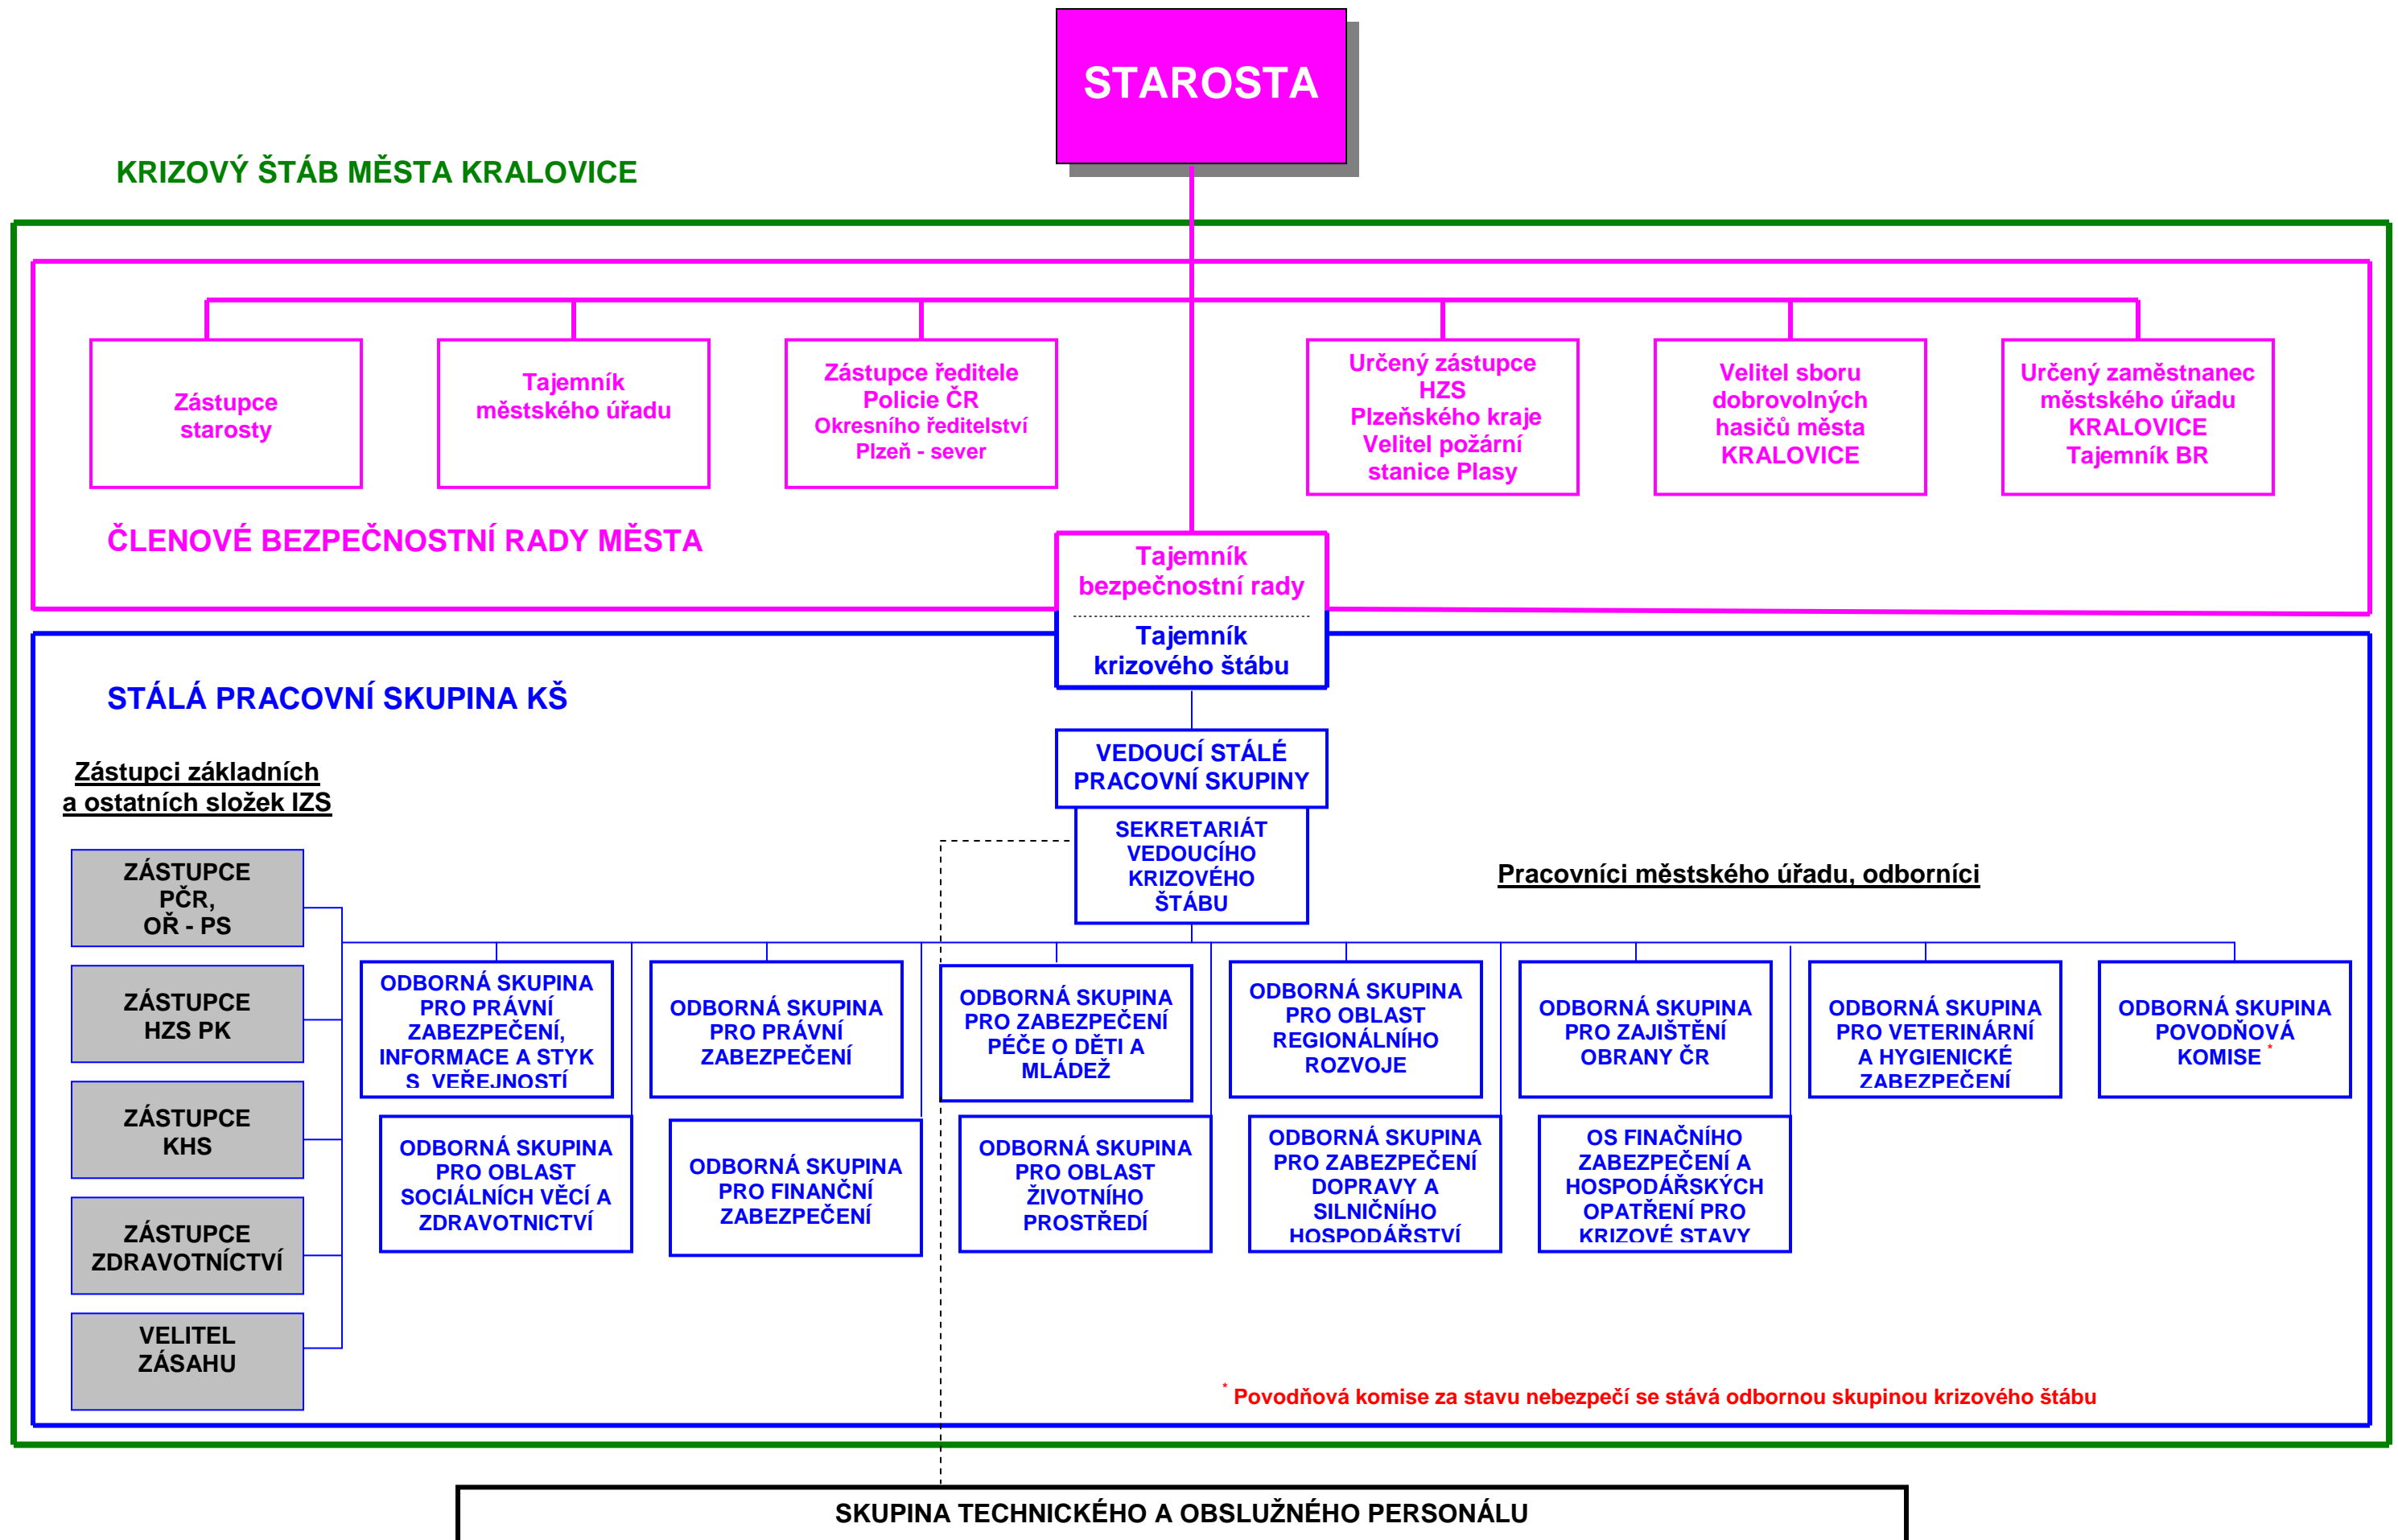 STAROSTA
KRIZOVÝ ŠTÁB MĚSTA KRALOVICE
Zástupce
starosty
Tajemník
městského úřadu
Zástupce ředitele
Policie ČR
Okresního ředitelství
Plzeň - sever
Určený zástupce
HZS
Plzeňského kraje
Velitel požární
stanice Plasy
Velitel sboru
dobrovolných
hasičů města
KRALOVICE
Určený zaměstnanec
městského úřadu
KRALOVICE
Tajemník BR
ČLENOVÉ BEZPEČNOSTNÍ RADY MĚSTA
Tajemník
bezpečnostní rady
Tajemník
krizového štábu
STÁLÁ PRACOVNÍ SKUPINA KŠ
VEDOUCÍ STÁLÉ
PRACOVNÍ SKUPINY
Zástupci základních
a ostatních složek IZS
SEKRETARIÁT
VEDOUCÍHO
KRIZOVÉHO
ŠTÁBU
Pracovníci městského úřadu, odborníci
ZÁSTUPCE
PČR,
OŘ - PS
ZÁSTUPCE
HZS PK
ZÁSTUPCE
KHS
ZÁSTUPCE
ZDRAVOTNÍCTVÍ
VELITEL
ZÁSAHU
ODBORNÁ SKUPINA
PRO PRÁVNÍ
ZABEZPEČENÍ,
INFORMACE A STYK
S VEŘEJNOSTÍ
ODBORNÁ SKUPINA
PRO PRÁVNÍ
ZABEZPEČENÍ
ODBORNÁ SKUPINA
PRO ZABEZPEČENÍ
PÉČE O DĚTI A
MLÁDEŽ
ODBORNÁ SKUPINA
PRO OBLAST
REGIONÁLNÍHO
ROZVOJE
ODBORNÁ SKUPINA
PRO ZAJIŠTĚNÍ
OBRANY ČR
ODBORNÁ SKUPINA
PRO VETERINÁRNÍ
A HYGIENICKÉ
ZABEZPEČENÍ
ODBORNÁ SKUPINA
POVODŇOVÁ
KOMISE *
ODBORNÁ SKUPINA
PRO OBLAST
SOCIÁLNÍCH VĚCÍ A
ZDRAVOTNICTVÍ
ODBORNÁ SKUPINA
PRO FINANČNÍ
ZABEZPEČENÍ
ODBORNÁ SKUPINA
PRO OBLAST
ŽIVOTNÍHO
PROSTŘEDÍ
ODBORNÁ SKUPINA
PRO ZABEZPEČENÍ
DOPRAVY A
SILNIČNÍHO
HOSPODÁŘSTVÍ
OS FINAČNÍHO
ZABEZPEČENÍ A
HOSPODÁŘSKÝCH
OPATŘENÍ PRO
KRIZOVÉ STAVY
* Povodňová komise za stavu nebezpečí se stává odbornou skupinou krizového štábu
SKUPINA TECHNICKÉHO A OBSLUŽNÉHO PERSONÁLU